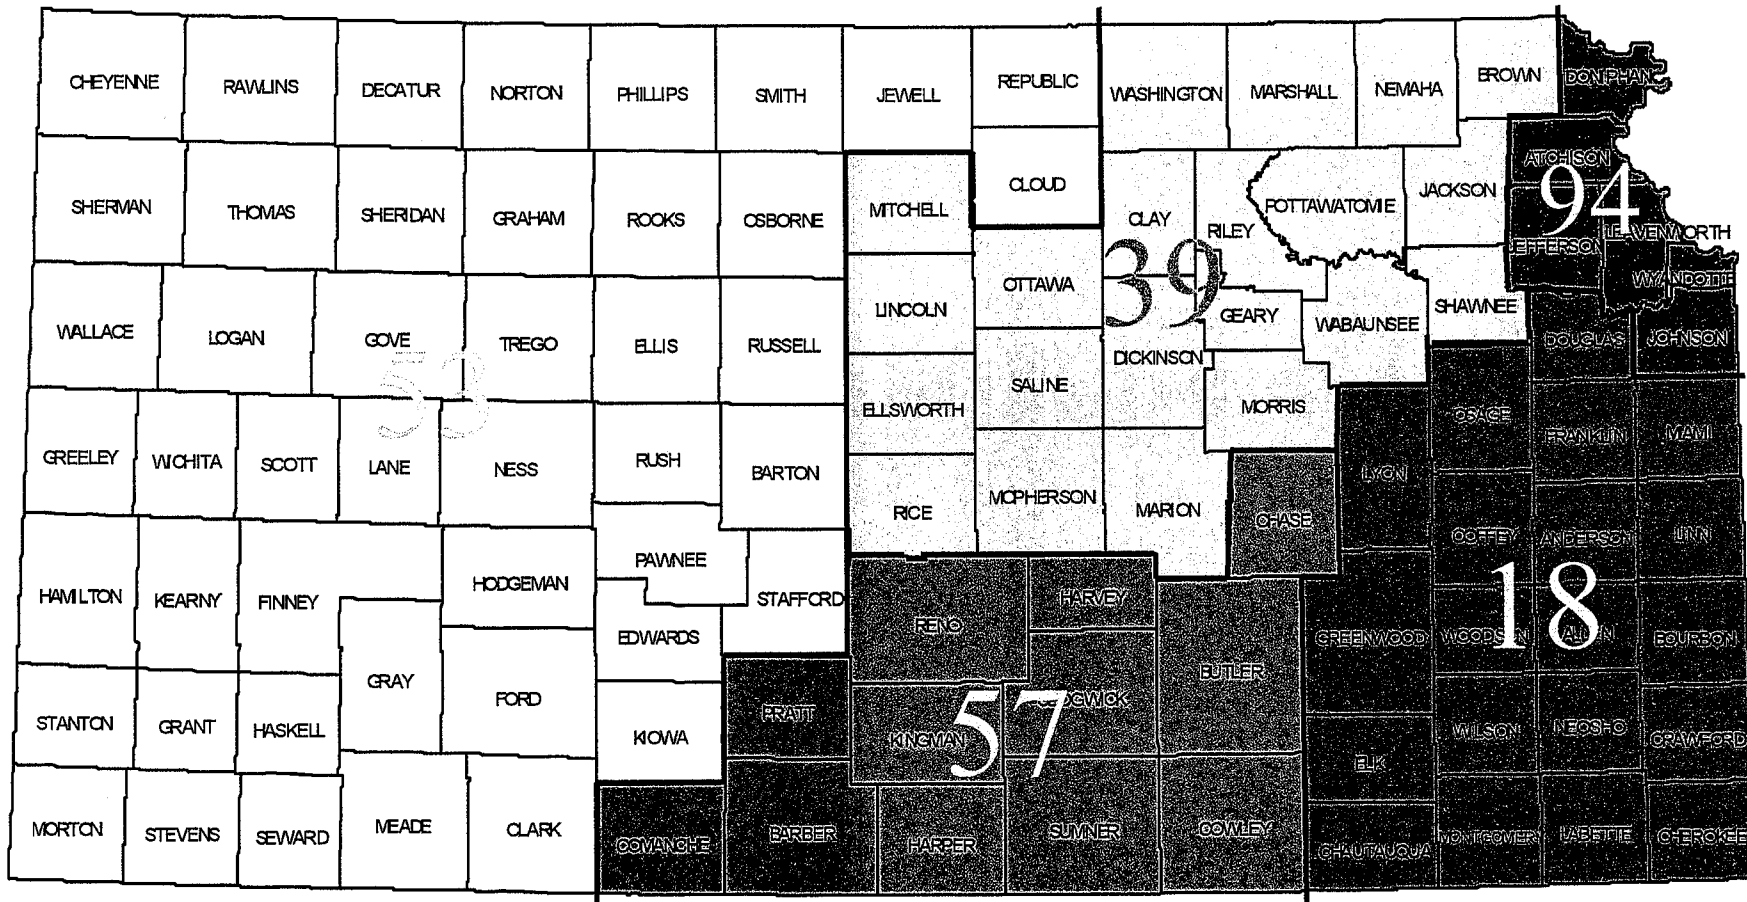 CHEYENNE
RAWLINS
DECATUR
NORTON
PHILLIPS
SMITH
JEWELL
REPUBLIC
WASHINGTON
MARSHALL
NEMAHA
BROWN
DONIPHAN
SHERMAN
THOMAS
SHERIDAN
GRAHAM
ROOKS
OSBORNE
MITCHELL
CLOUD
CLAY
RILEY
POTTAWATOMIE
JACKSON
ATCHISON
94
JEFFERSON
LEAVENWORTH
WYANDOTTE
WALLACE
LOGAN
GOVE
TREGO
ELLIS
RUSSELL
LINCOLN
OTTAWA
39
GEARY
WABAUNSEE
SHAWNEE
DOUGLAS
JOHNSON
53
ELLSWORTH
SALINE
DICKINSON
MORRIS
OSAGE
FRANKLIN
MIAMI
GREELEY
WICHITA
SCOTT
LANE
NESS
RUSH
BARTON
RICE
MCPHERSON
MARION
CHASE
LYON
COFFEY
ANDERSON
LINN
HAMILTON
KEARNY
FINNEY
HODGEMAN
PAWNEE
STAFFORD
EDWARDS
RENO
HARVEY
BUTLER
GREENWOOD
WOODSON
ALLEN
18
BOURBON
STANTON
GRANT
HASKELL
GRAY
FORD
KIOWA
PRATT
KINGMAN
57
SEDGWICK
ELK
WILSON
NEOSHO
CRAWFORD
MORTON
STEVENS
SEWARD
MEADE
CLARK
COMANCHE
BARBER
HARPER
SUMNER
COWLEY
CHAUTAUQUA
MONTGOMERY
LABETTE
CHEROKEE